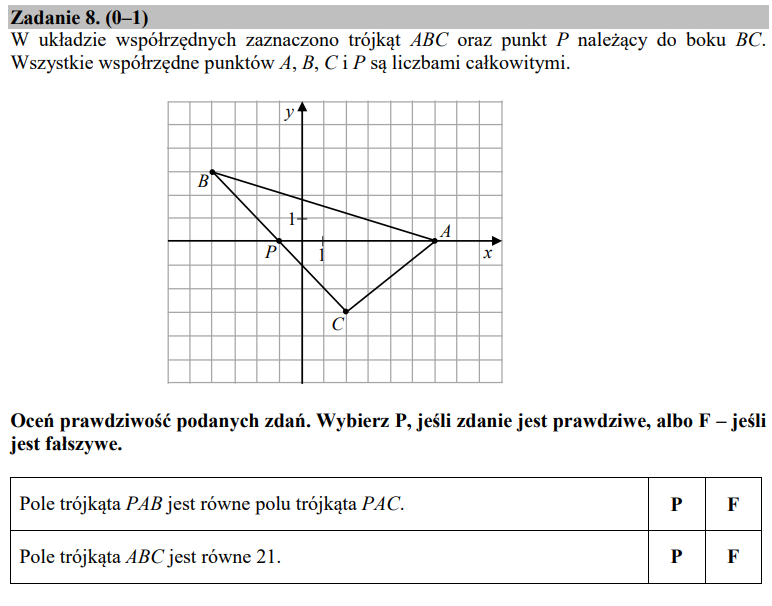 Zadanie 8. (0–1)
W układzie współrzędnych zaznaczono trójkąt ABC oraz punkt P należący do boku BC.
Wszystkie współrzędne punktów A, B, C i P są liczbami całkowitymi.
y
B
1
A
P
1
x
C
Oceń prawdziwość podanych zdań. Wybierz P, jeśli zdanie jest prawdziwe, albo F – jeśli
jest fałszywe.
Pole trójkąta PAB jest równe polu trójkąta PAC. P F
Pole trójkąta ABC jest równe 21. P F